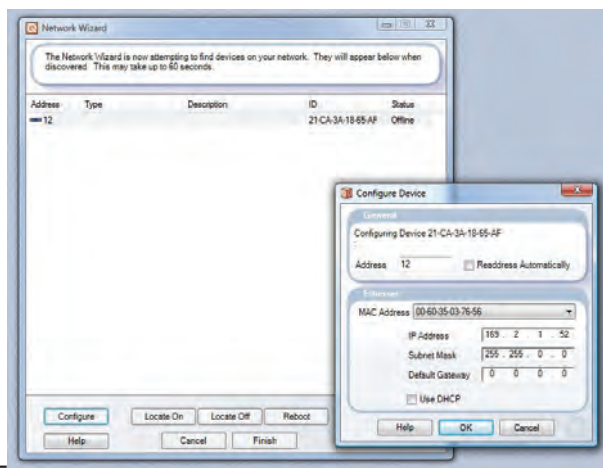 Network Wizard
The Network Wizard is now attempting to find devices on your network. They will appear below when
discovered. This may take up to 60 seconds.
Address Type Description ID Status
12 21-CA-3A-18-65-AF Offline
Configure Locate On Locate Off Reboot
Help Cancel Finish
Configure Device
General
Configuring Device 21-CA-3A-18-65-AF
Address 12 Readdress Automatically
Ethernet
MAC Address 00-60-35-03-76-56
IP Address 169 . 2 . 1 . 52
Subnet Mask 255 . 255 . 0 . 0
Default Gateway 0 . 0 . 0 . 0
Use DHCP
Help OK Cancel